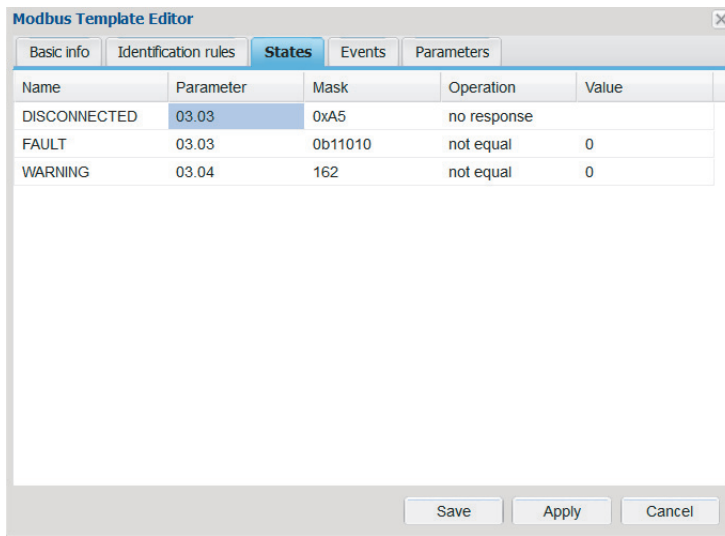 Modbus Template Editor
Basic info Identification rules States Events Parameters
Name Parameter Mask Operation Value
DISCONNECTED 03.03 0xA5 no response
FAULT 03.03 0b11010 not equal 0
WARNING 03.04 162 not equal 0
Save Apply Cancel